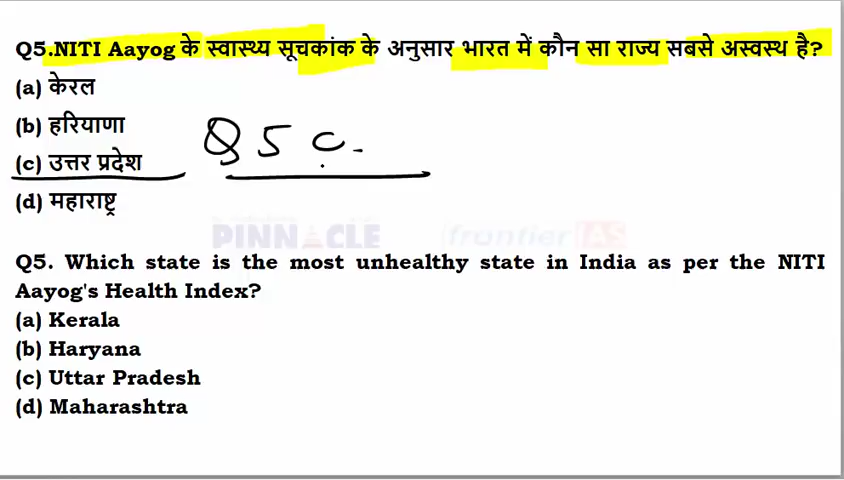 Q5.NITI Aayog के स्वास्थ्य सूचकांक के अनुसार भारत में कौन सा राज्य सबसे अस्वस्थ है?
(a) केरल
(b) हरियाणा
Q 5 C.
(c) उत्तर प्रदेश
(d) महाराष्ट्र
PINNACLE frontier IAS
Q5. Which state is the most unhealthy state in India as per the NITI
Aayog's Health Index?
(a) Kerala
(b) Haryana
(c) Uttar Pradesh
(d) Maharashtra